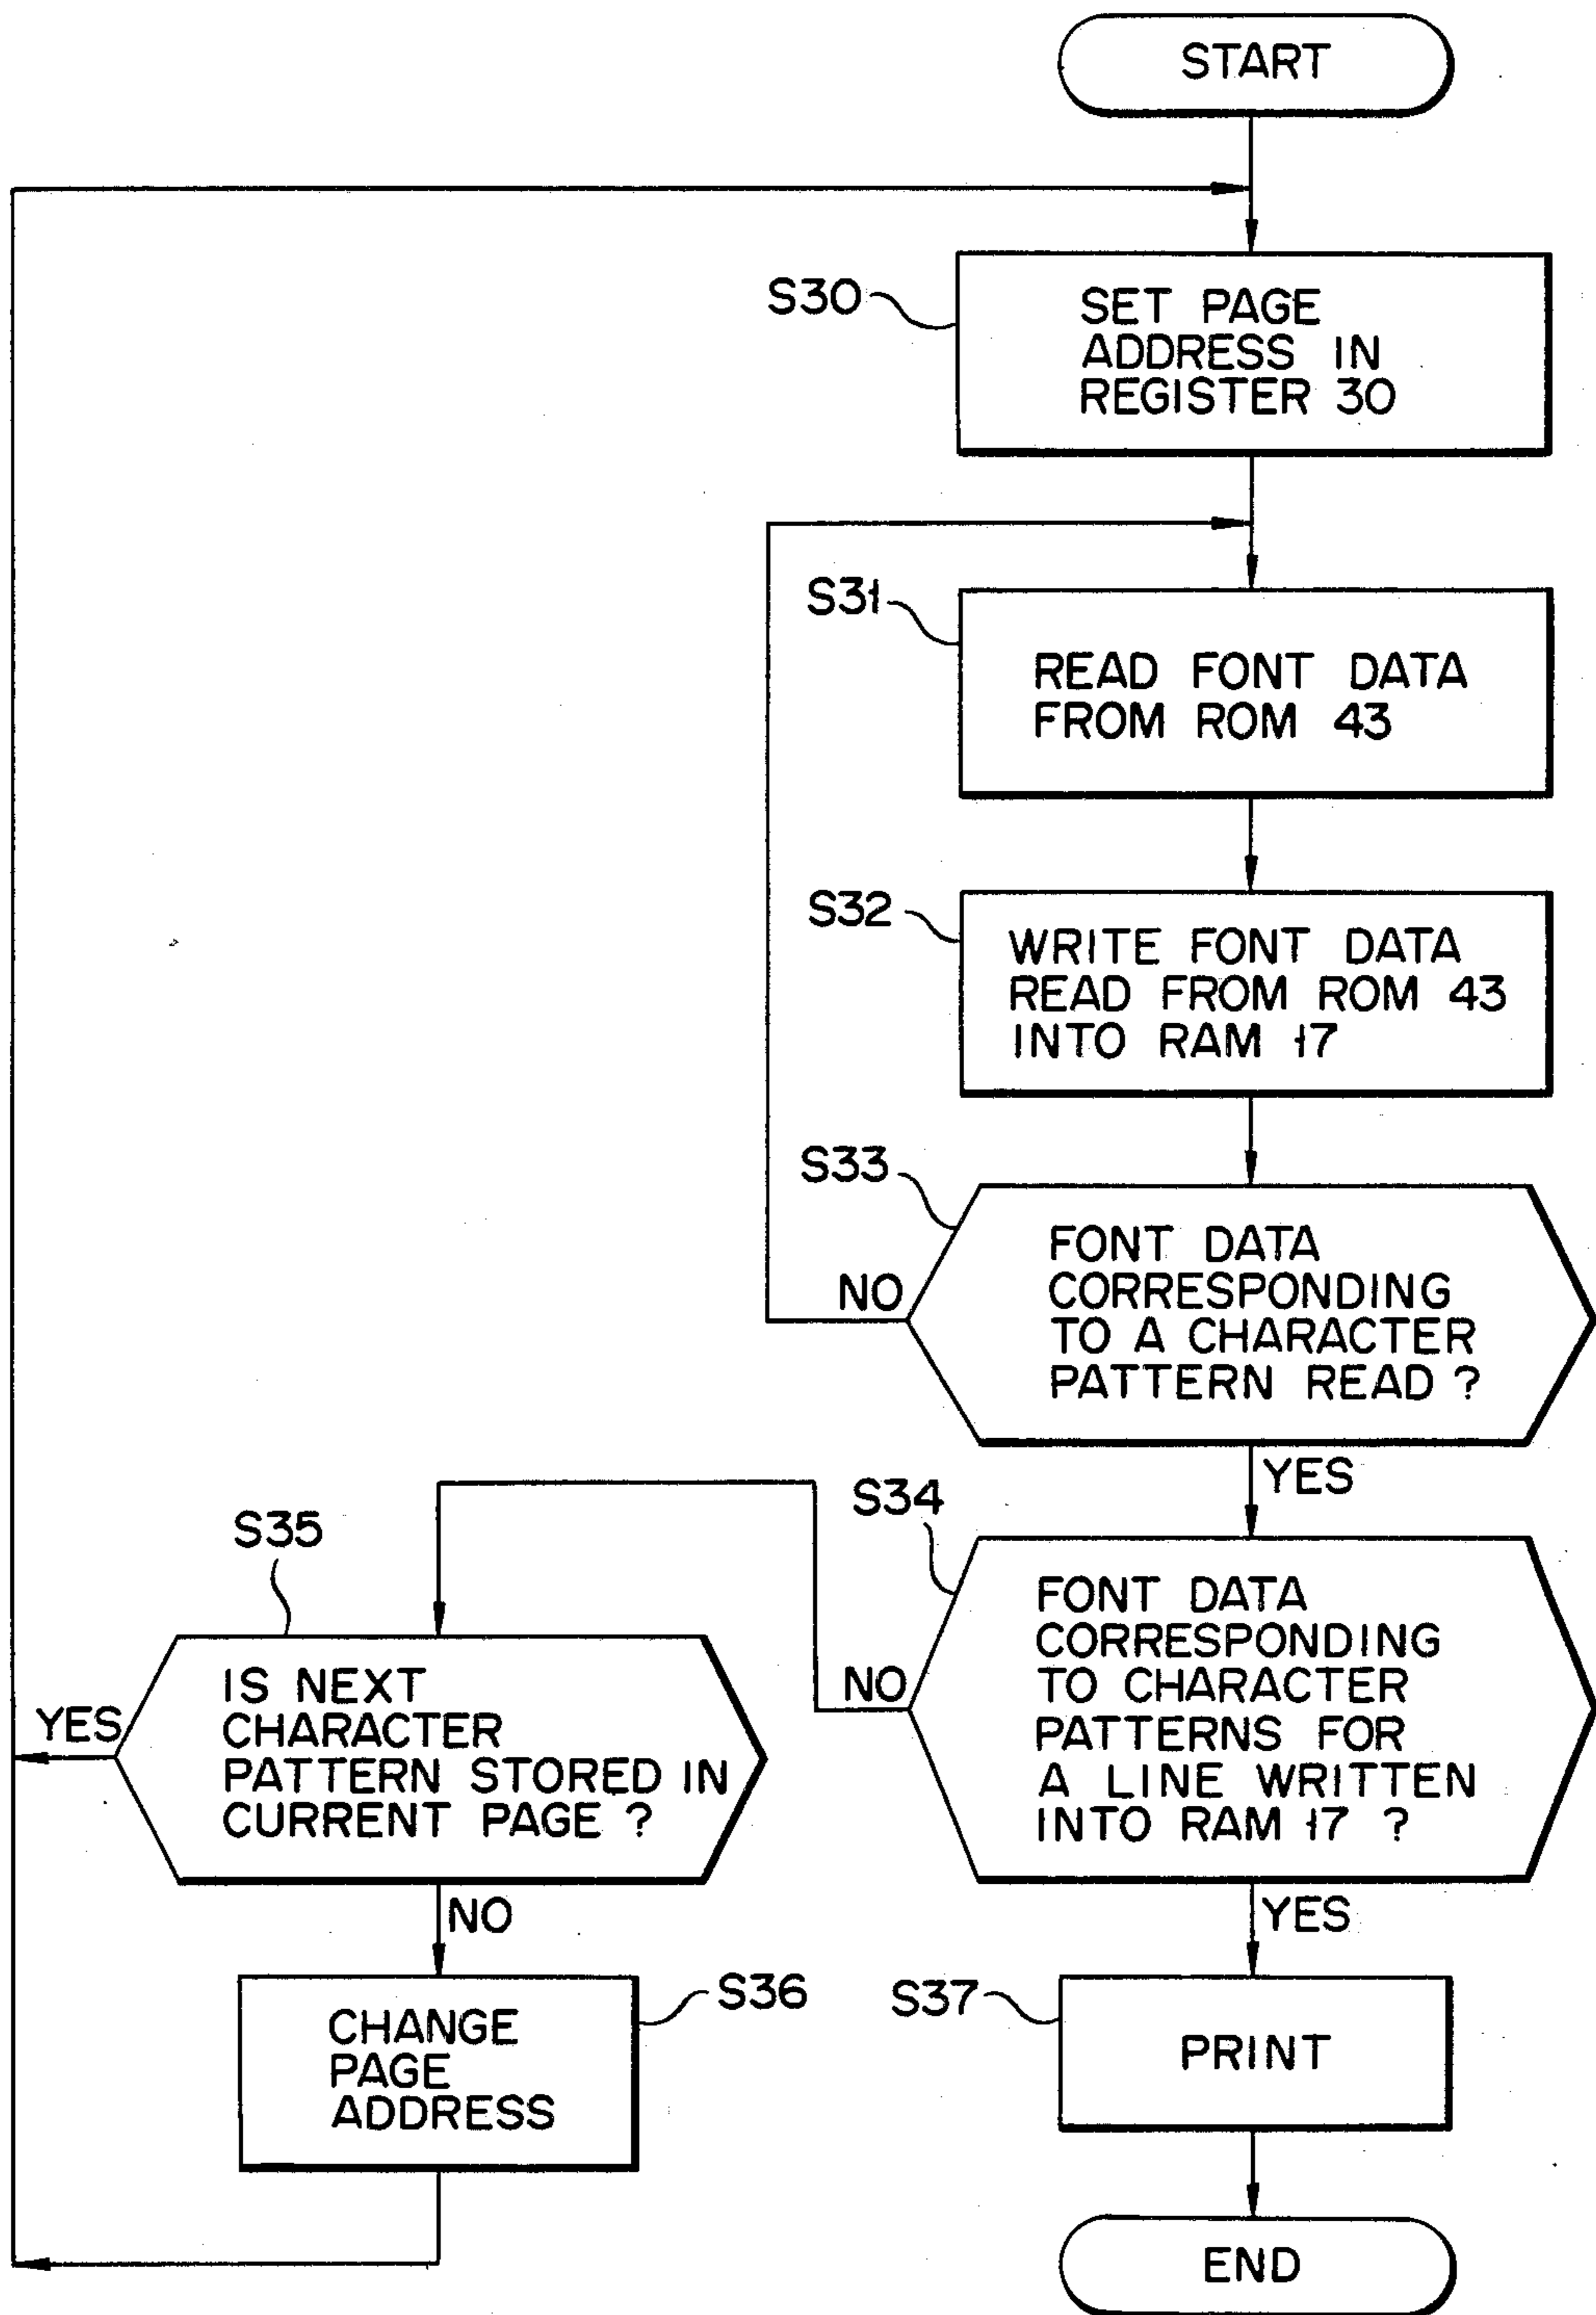 START
S30
SET PAGE
ADDRESS IN
REGISTER 30
S31
READ FONT DATA
FROM ROM 43
S32
WRITE FONT DATA
READ FROM ROM 43
INTO RAM 17
S33
FONT DATA
CORRESPONDING
TO A CHARACTER
PATTERN READ ?
NO
YES
S34
FONT DATA
CORRESPONDING
TO CHARACTER
PATTERNS FOR
A LINE WRITTEN
INTO RAM 17 ?
NO
YES
S35
IS NEXT
CHARACTER
PATTERN STORED IN
CURRENT PAGE ?
YES
NO
S36
CHANGE
PAGE
ADDRESS
S37
PRINT
END